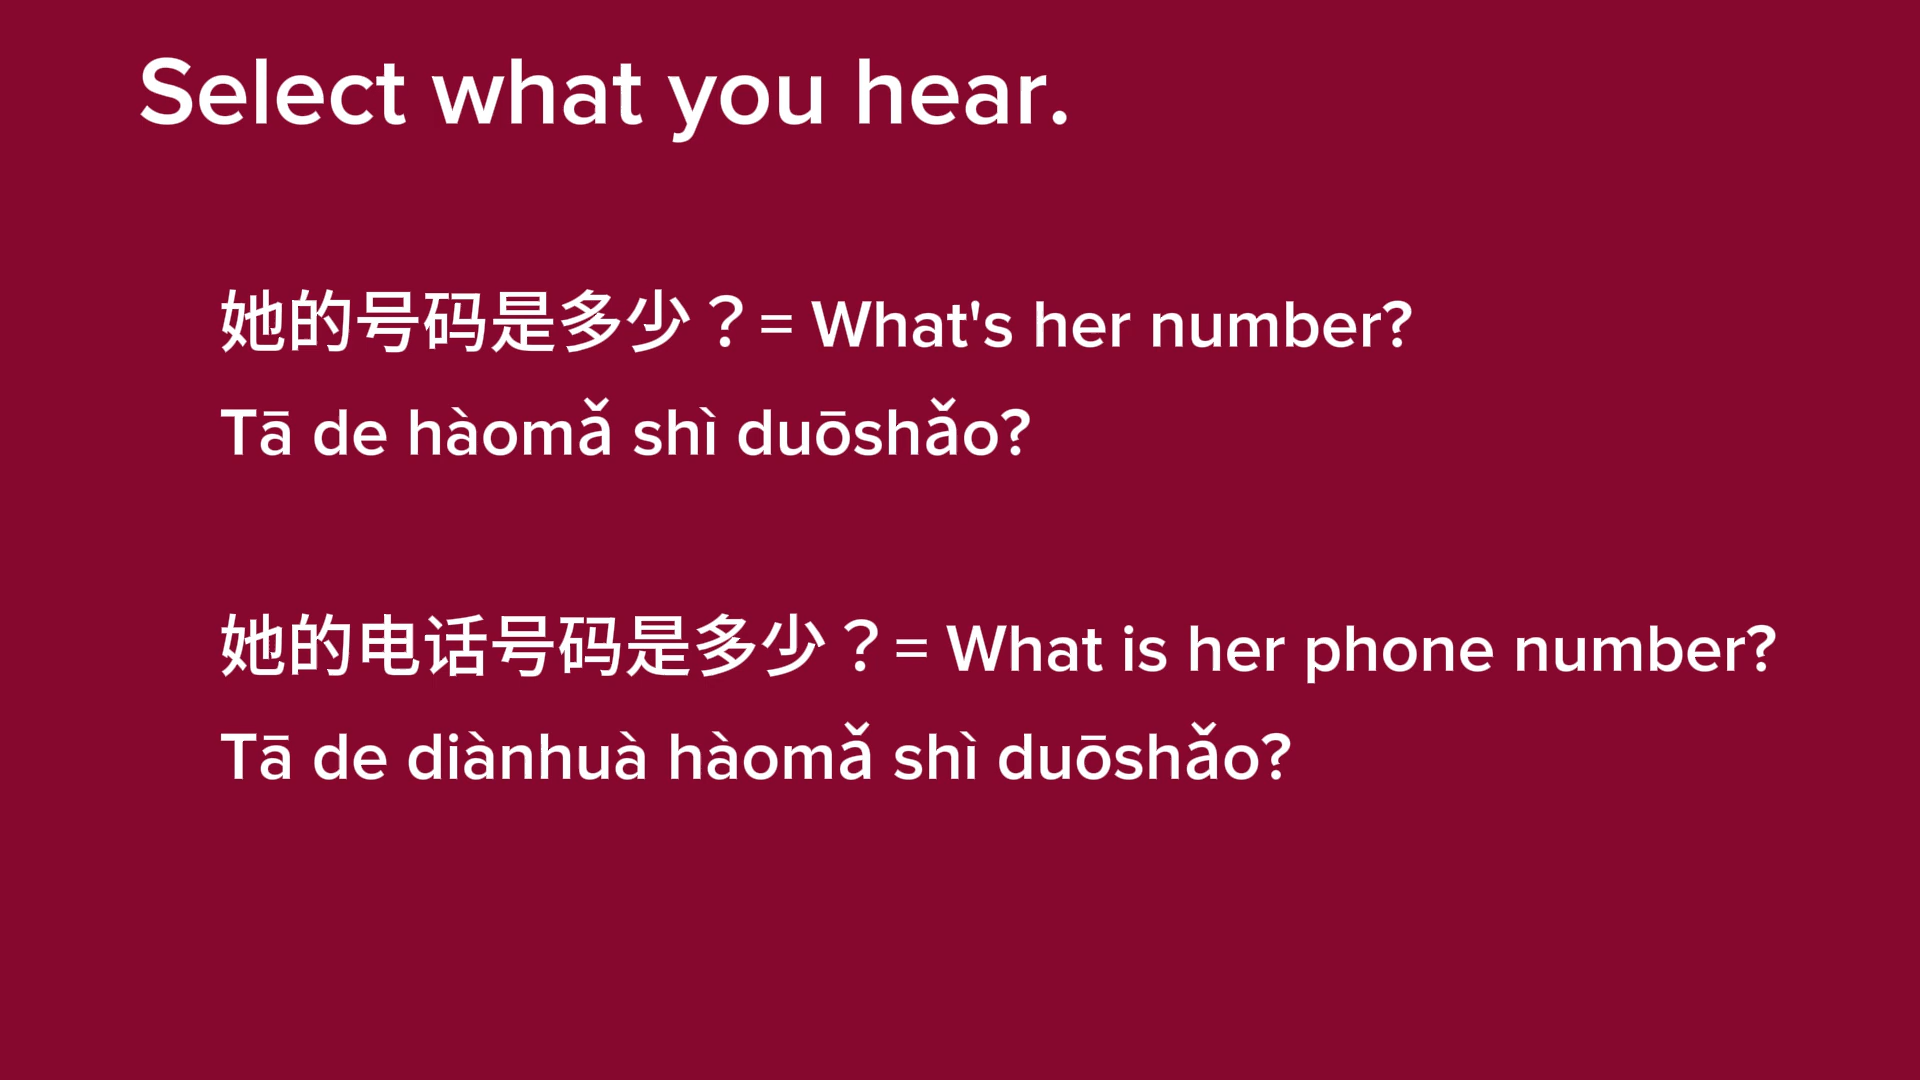 Select what you hear.
她的号码是多少？= What's her number?
Tā de hàomǎ shì duōshǎo?
她的电话号码是多少？= What is her phone number?
Tā de diànhuà hàomǎ shì duōshǎo?